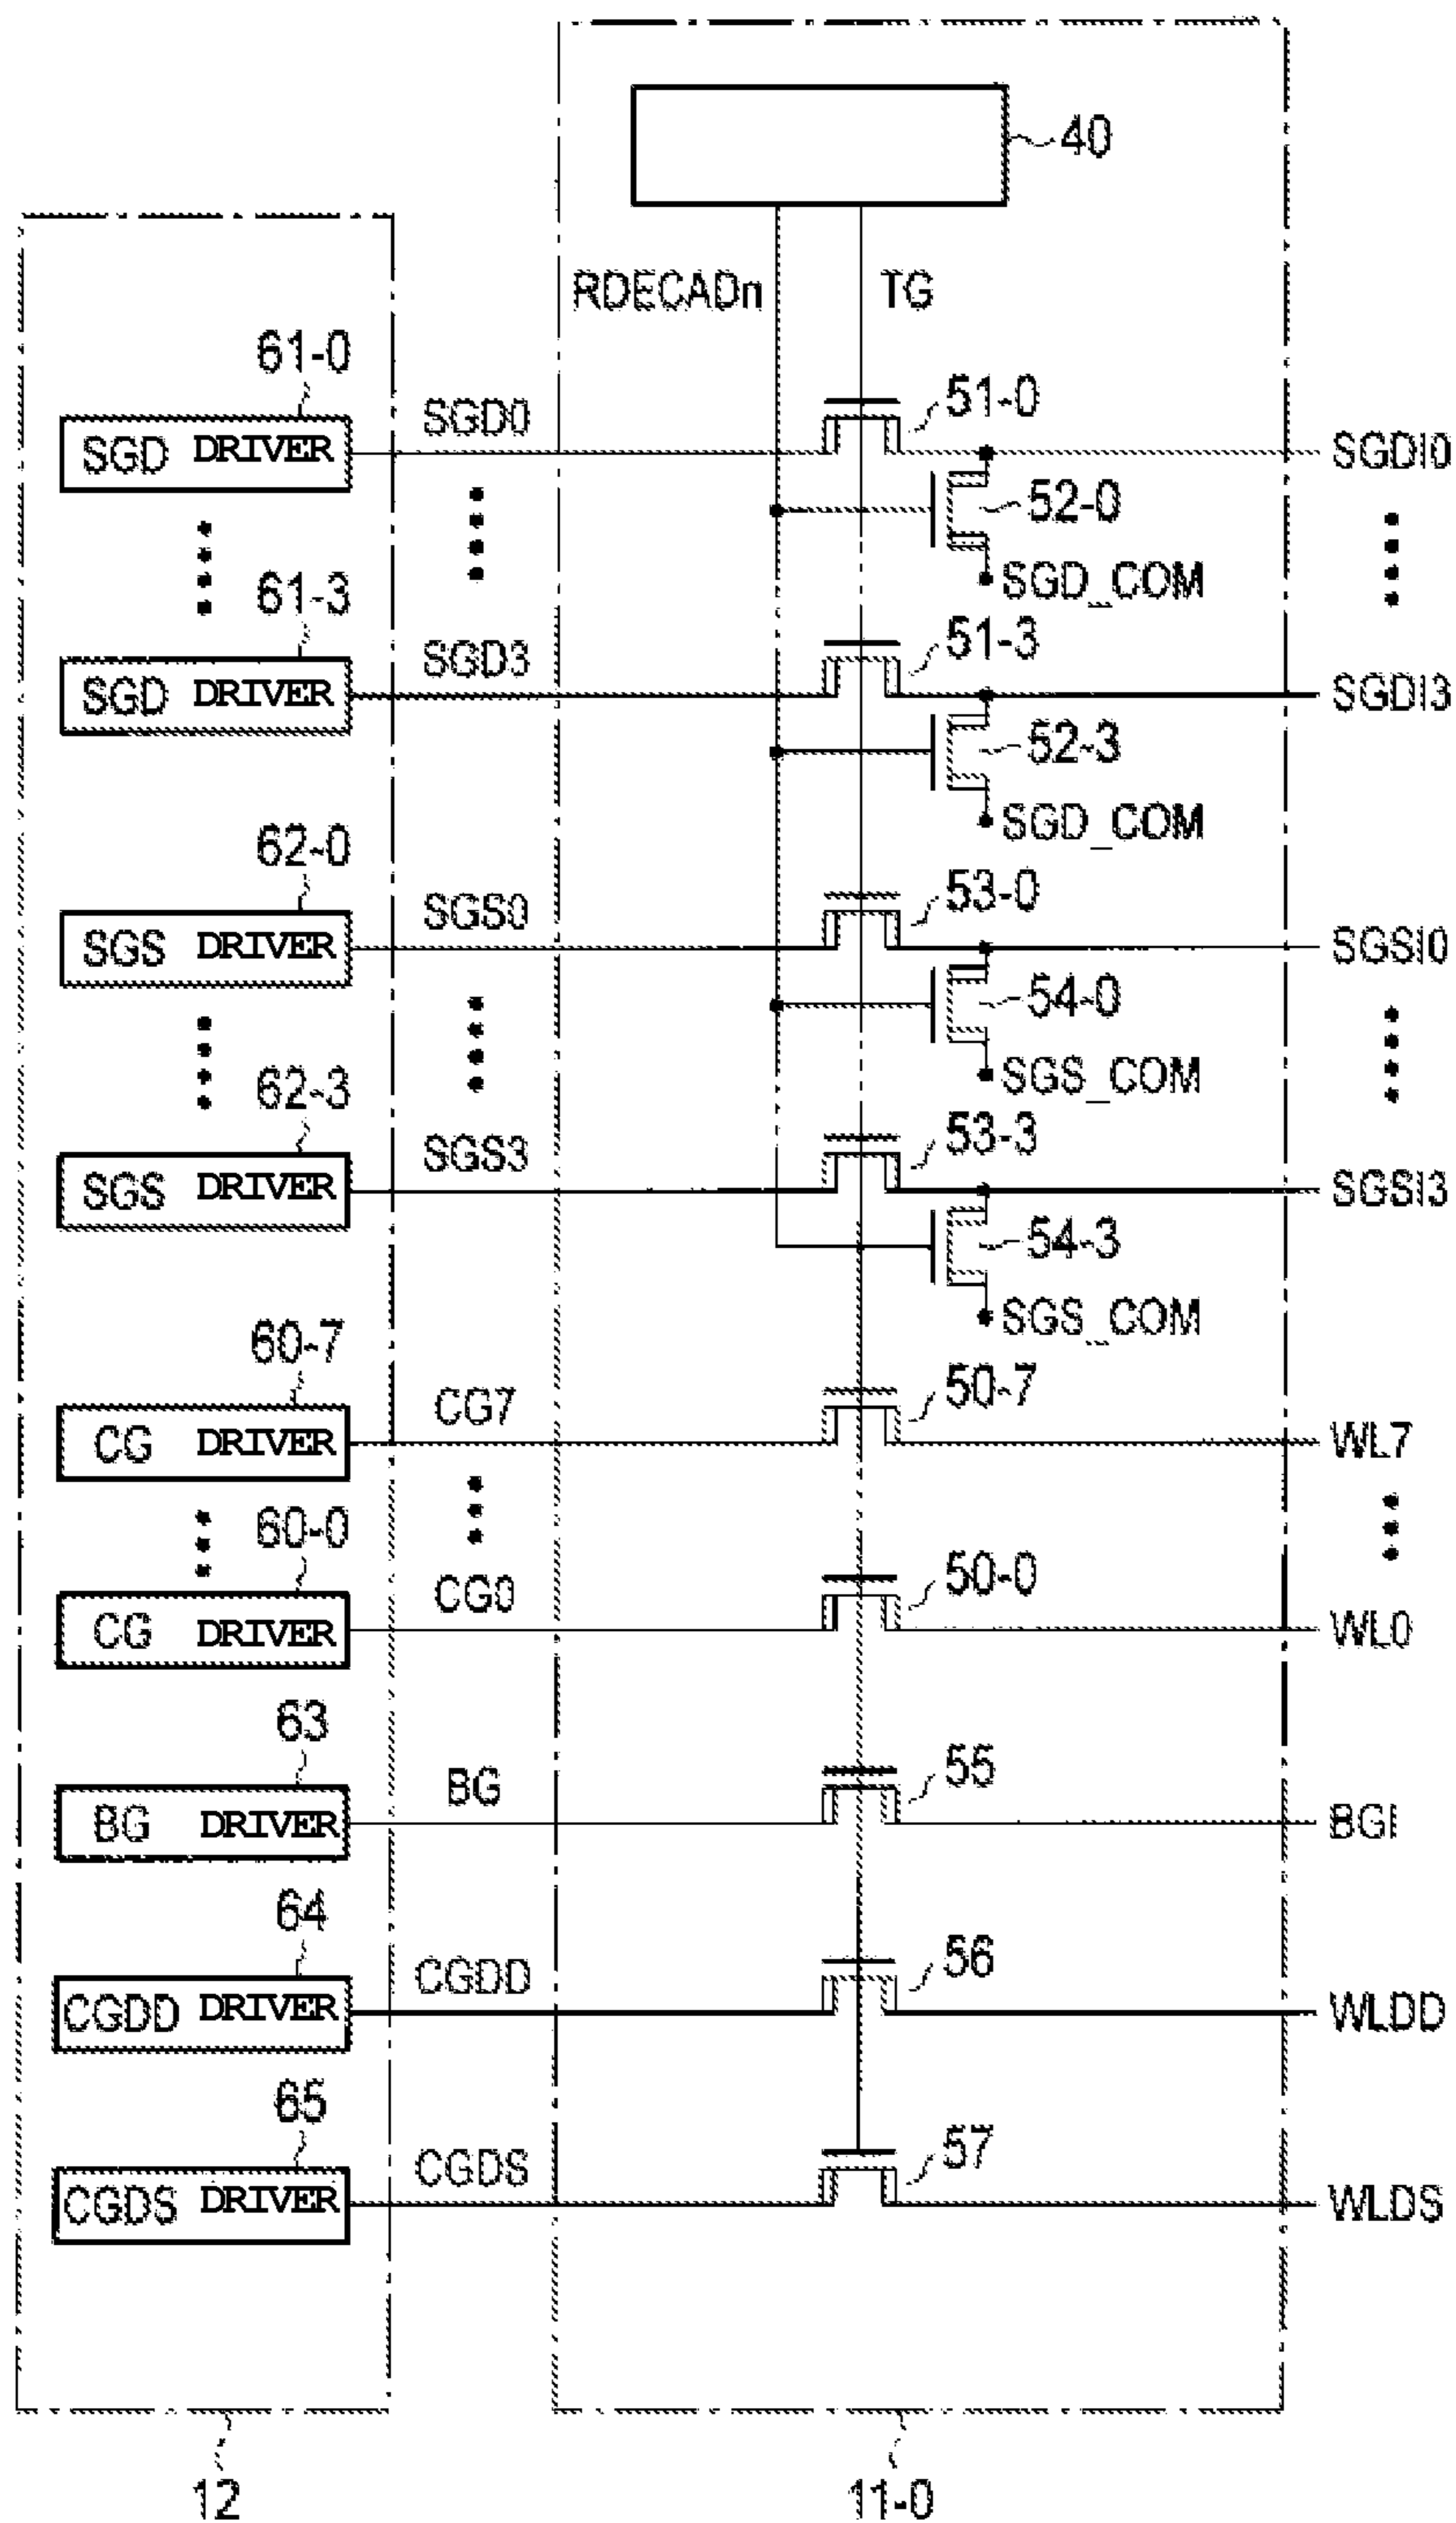 40
RDECADn TG
61-0
SGD DRIVER SGD0 51-0 SGDI0
52-0
SGD_COM
61-3
SGD DRIVER SGD3 51-3 SGDI3
52-3
SGD_COM
62-0
SGS DRIVER SGS0 53-0 SGSI0
54-0
SGS_COM
62-3
SGS DRIVER SGS3 53-3 SGSI3
54-3
SGS_COM
60-7
CG DRIVER CG7 50-7 WL7
60-0
CG DRIVER CG0 50-0 WL0
63
BG DRIVER BG 55 BGI
64
CGDD DRIVER CGDD 56 WLDD
65
CGDS DRIVER CGDS 57 WLDS
12 11-0